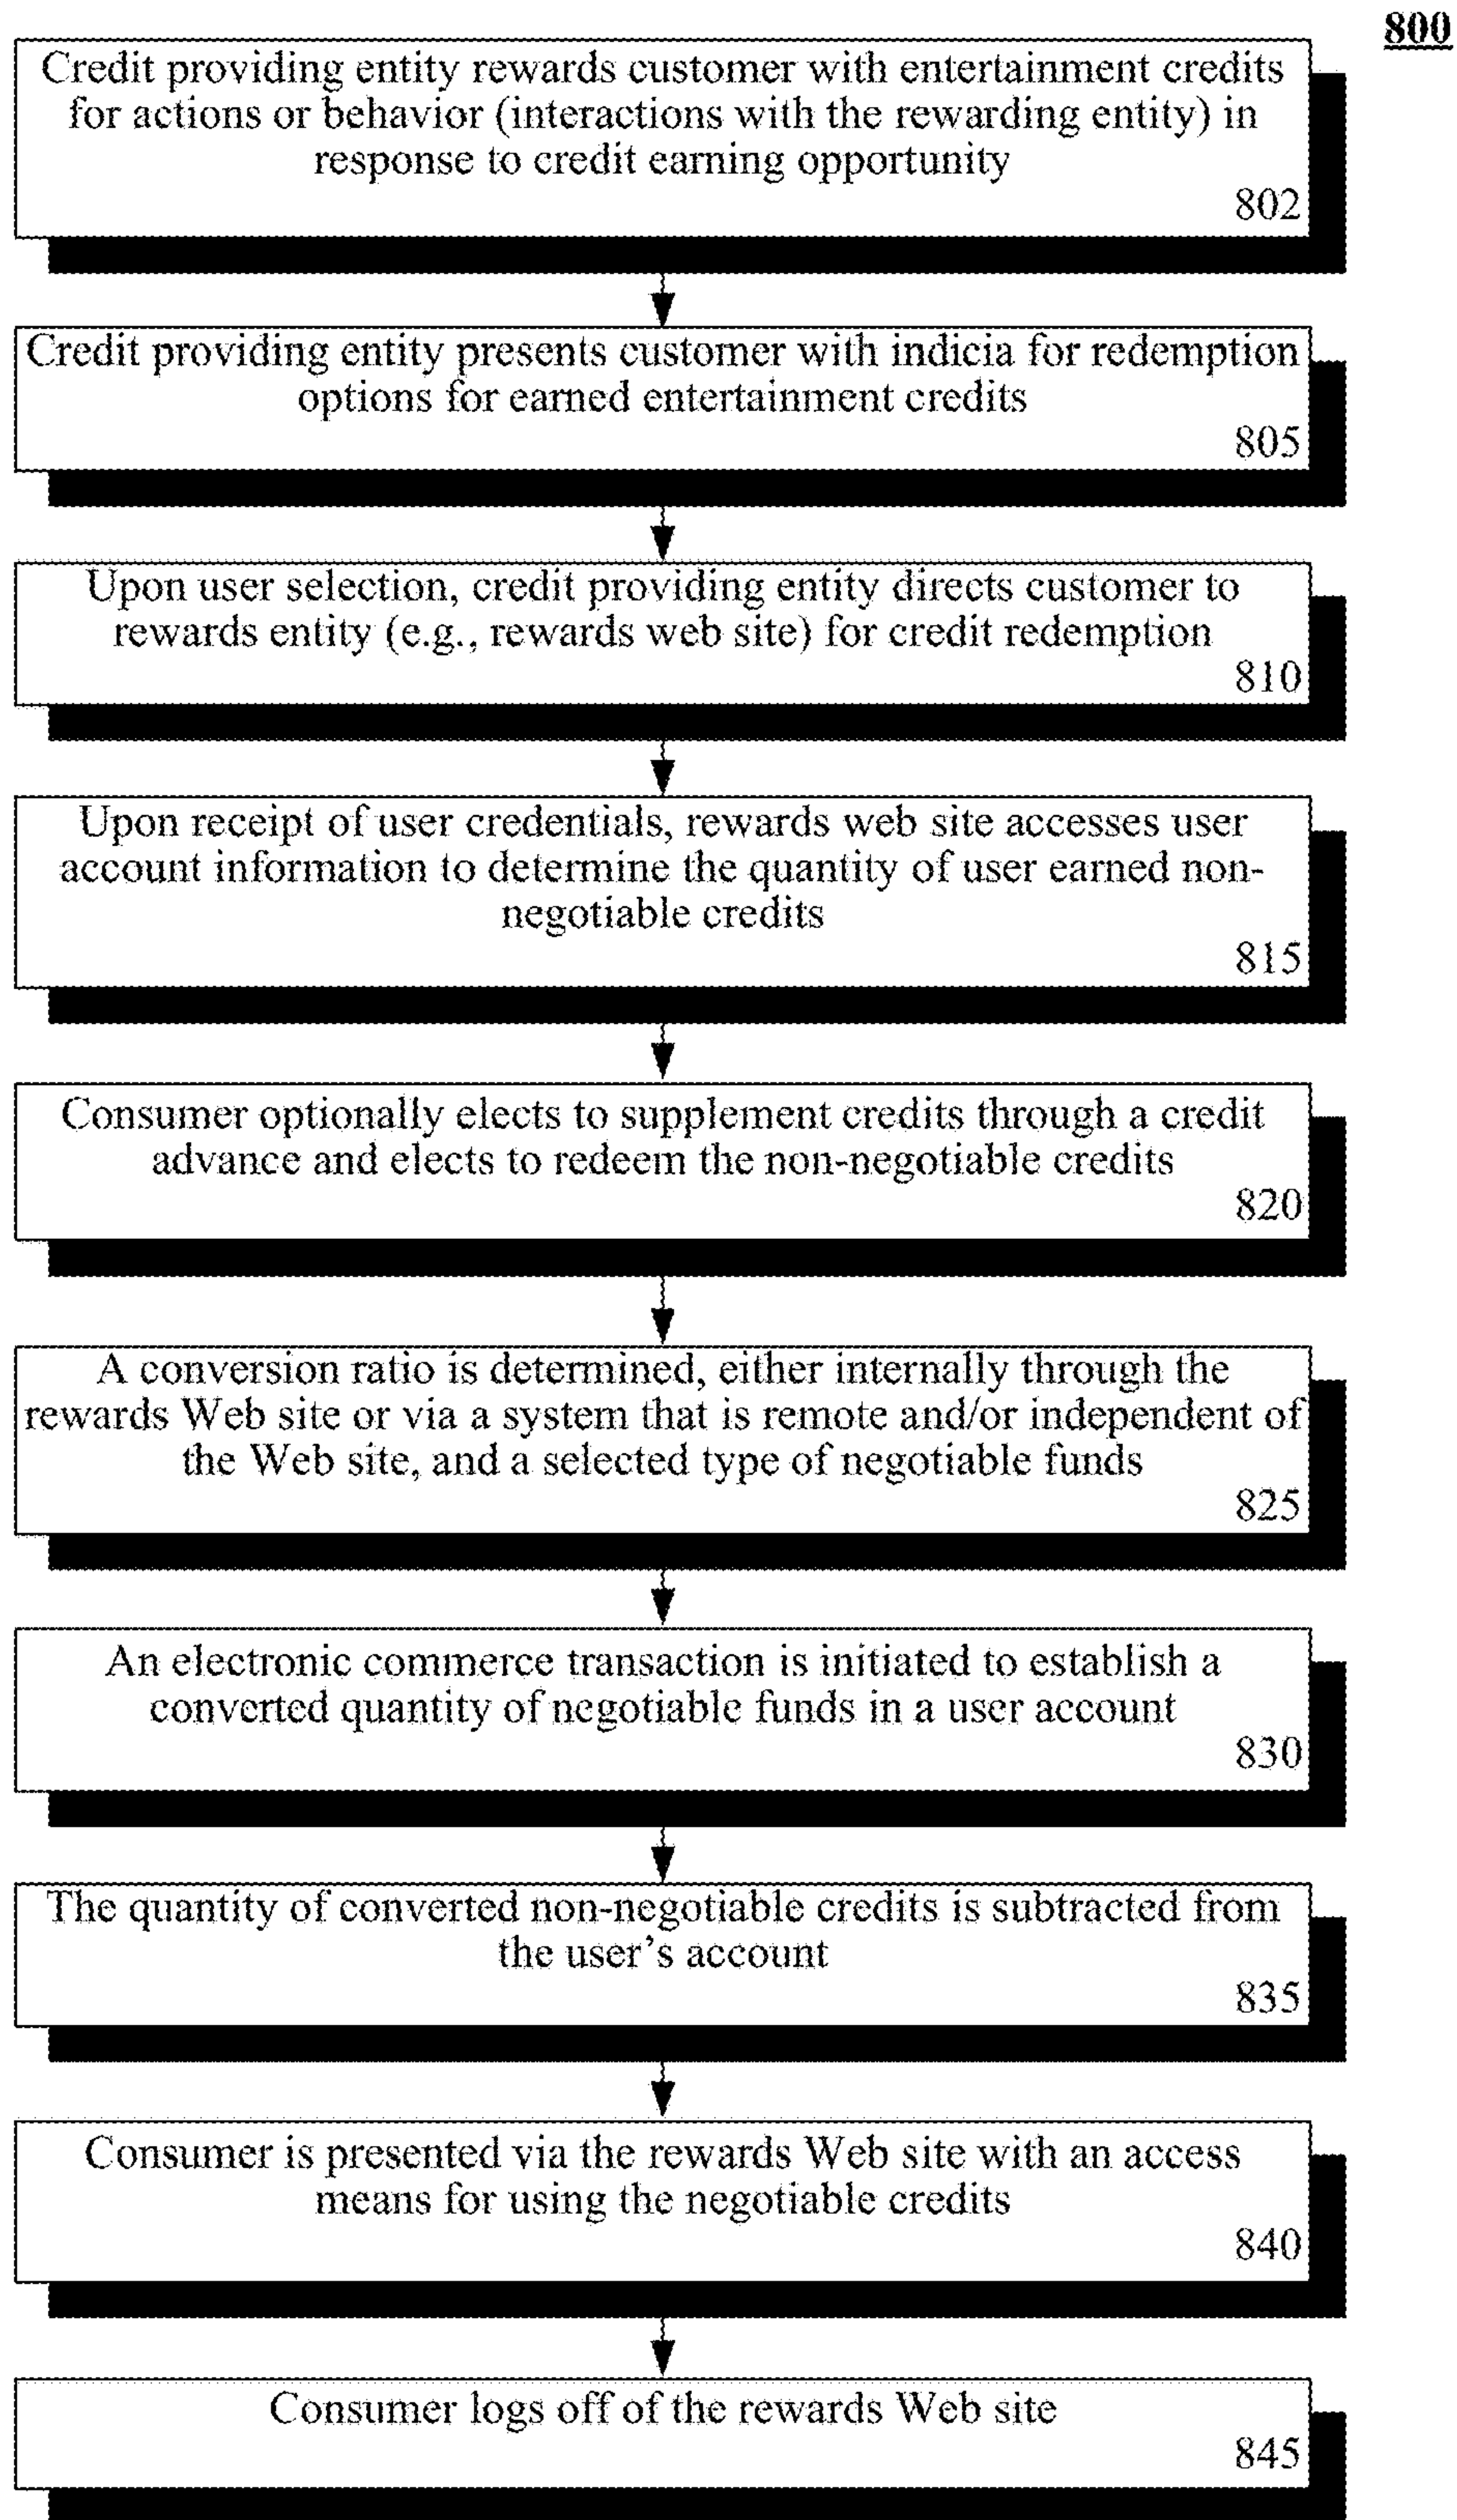 800
Credit providing entity rewards customer with entertainment credits
for actions or behavior (interactions with the rewarding entity) in
response to credit earning opportunity
802
Credit providing entity presents customer with indicia for redemption
options for earned entertainment credits
805
Upon user selection, credit providing entity directs customer to
rewards entity (e.g., rewards web site) for credit redemption
810
Upon receipt of user credentials, rewards web site accesses user
account information to determine the quantity of user earned non-
negotiable credits
815
Consumer optionally elects to supplement credits through a credit
advance and elects to redeem the non-negotiable credits
820
A conversion ratio is determined, either internally through the
rewards Web site or via a system that is remote and/or independent of
the Web site, and a selected type of negotiable funds
825
An electronic commerce transaction is initiated to establish a
converted quantity of negotiable funds in a user account
830
The quantity of converted non-negotiable credits is subtracted from
the user's account
835
Consumer is presented via the rewards Web site with an access
means for using the negotiable credits
840
Consumer logs off of the rewards Web site
845